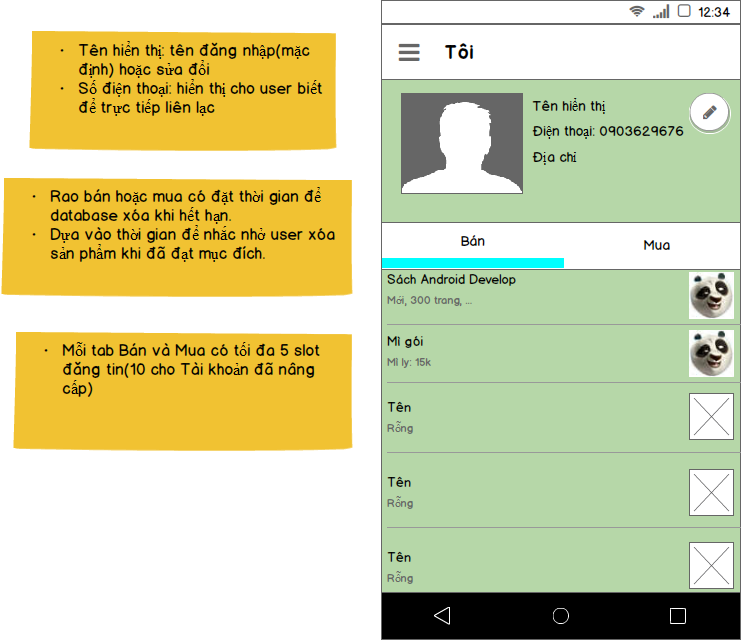 • Tên hiển thị: tên đăng nhập(mặc
định) hoặc sửa đổi
• Số điện thoại: hiển thị cho user biết
để trực tiếp liên lạc
• Rao bán hoặc mua có đặt thời gian để
database xóa khi hết hạn.
• Dựa vào thời gian để nhắc nhở user xóa
sản phẩm khi đã đạt mục đích.
• Mỗi tab Bán và Mua có tối đa 5 slot
đăng tin(10 cho Tài khoản đã nâng
cấp)
12:34
Tôi
Tên hiển thị
Điện thoại: 0903629676
Địa chỉ
Bán
Mua
Sách Android Develop
Mới, 300 trang, ...
Mì gói
Mì ly: 15k
Tên
Rỗng
Tên
Rỗng
Tên
Rỗng